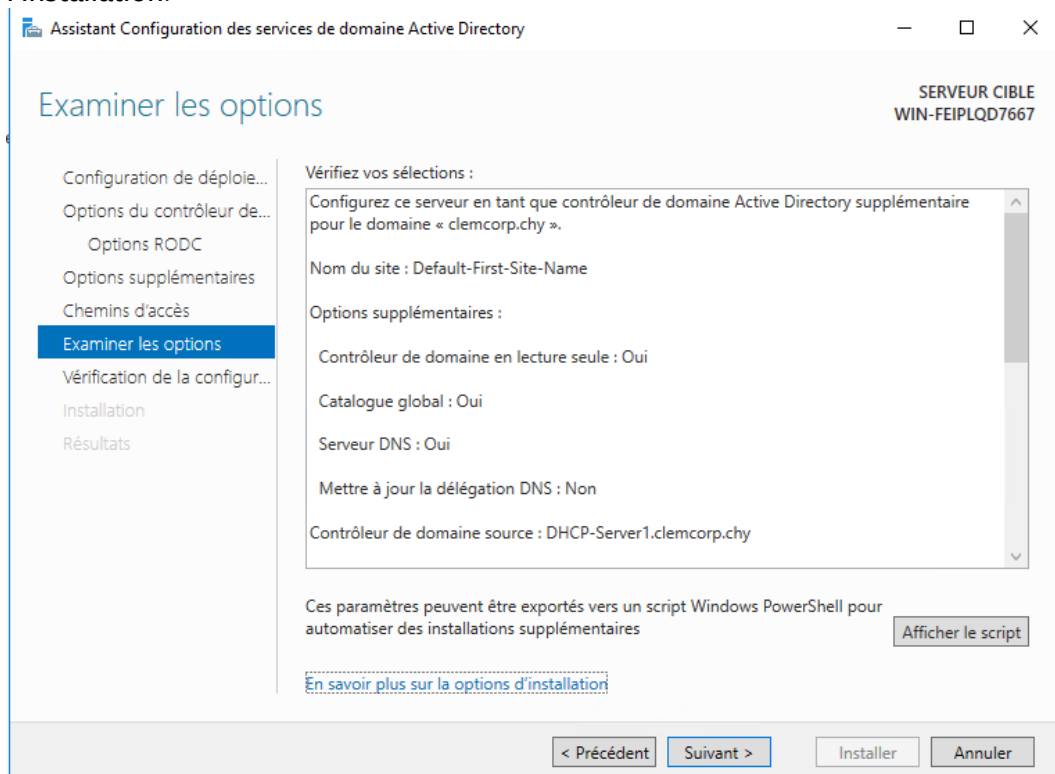 l'installation.
Assistant Configuration des services de domaine Active Directory
Examiner les options
SERVEUR CIBLE
WIN-FEIPLQD7667
Configuration de déploie...
Options du contrôleur de...
Options RODC
Options supplémentaires
Chemins d'accès
Examiner les options
Vérification de la configur...
Installation
Résultats
Vérifiez vos sélections :
Configurez ce serveur en tant que contrôleur de domaine Active Directory supplémentaire
pour le domaine « clemcorp.chy ».
Nom du site : Default-First-Site-Name
Options supplémentaires :
Contrôleur de domaine en lecture seule : Oui
Catalogue global : Oui
Serveur DNS : Oui
Mettre à jour la délégation DNS : Non
Contrôleur de domaine source : DHCP-Server1.clemcorp.chy
Ces paramètres peuvent être exportés vers un script Windows PowerShell pour
automatiser des installations supplémentaires
Afficher le script
En savoir plus sur la options d'installation
< Précédent
Suivant >
Installer
Annuler